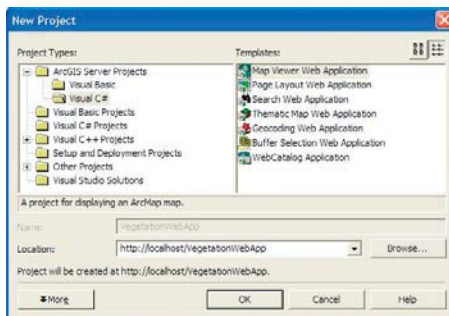 New Project
Project Types:
ArcGIS Server Projects
Visual Basic
Visual C#
Visual Basic Projects
Visual C# Projects
Visual C++ Projects
Setup and Deployment Projects
Other Projects
Visual Studio Solutions
Templates:
Map Viewer Web Application
Page Layout Web Application
Search Web Application
Thematic Map Web Application
Geocoding Web Application
Buffer Selection Web Application
WebCatalog Application
A project for displaying an ArcMap map.
Name:
VegetationWebApp
Location:
http://localhost/VegetationWebApp
Browse...
Project will be created at http://localhost/VegetationWebApp.
More
OK
Cancel
Help